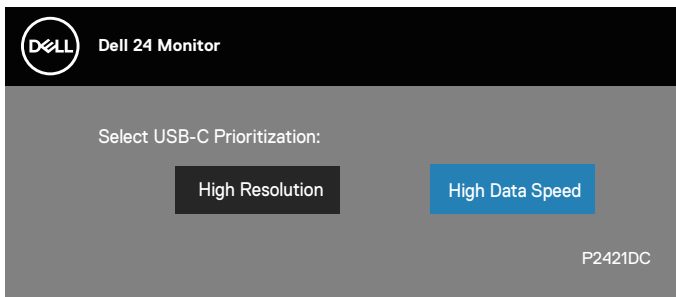 DELL
Dell 24 Monitor
Select USB-C Prioritization:
High Resolution
High Data Speed
P2421DC